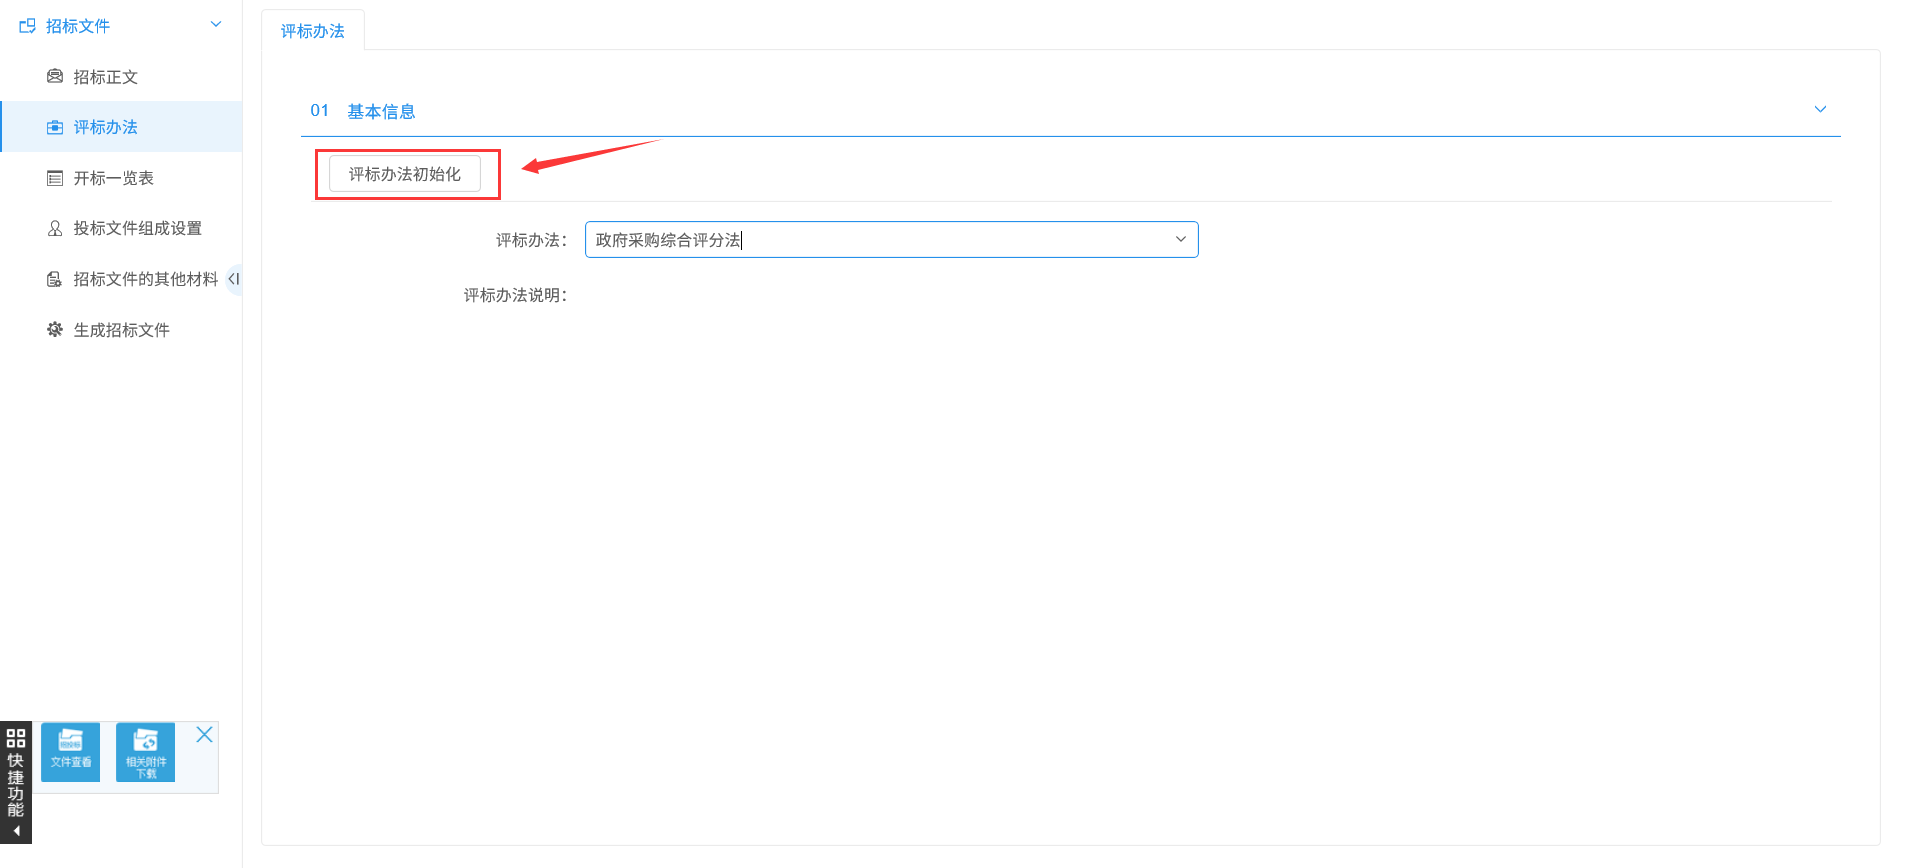 招标文件
招标正文
评标办法
开标一览表
投标文件组成设置
招标文件的其他材料
生成招标文件
评标办法
01 基本信息
评标办法初始化
评标办法： 政府采购综合评分法
评标办法说明：
快捷功能
文件查看
相关附件
下载